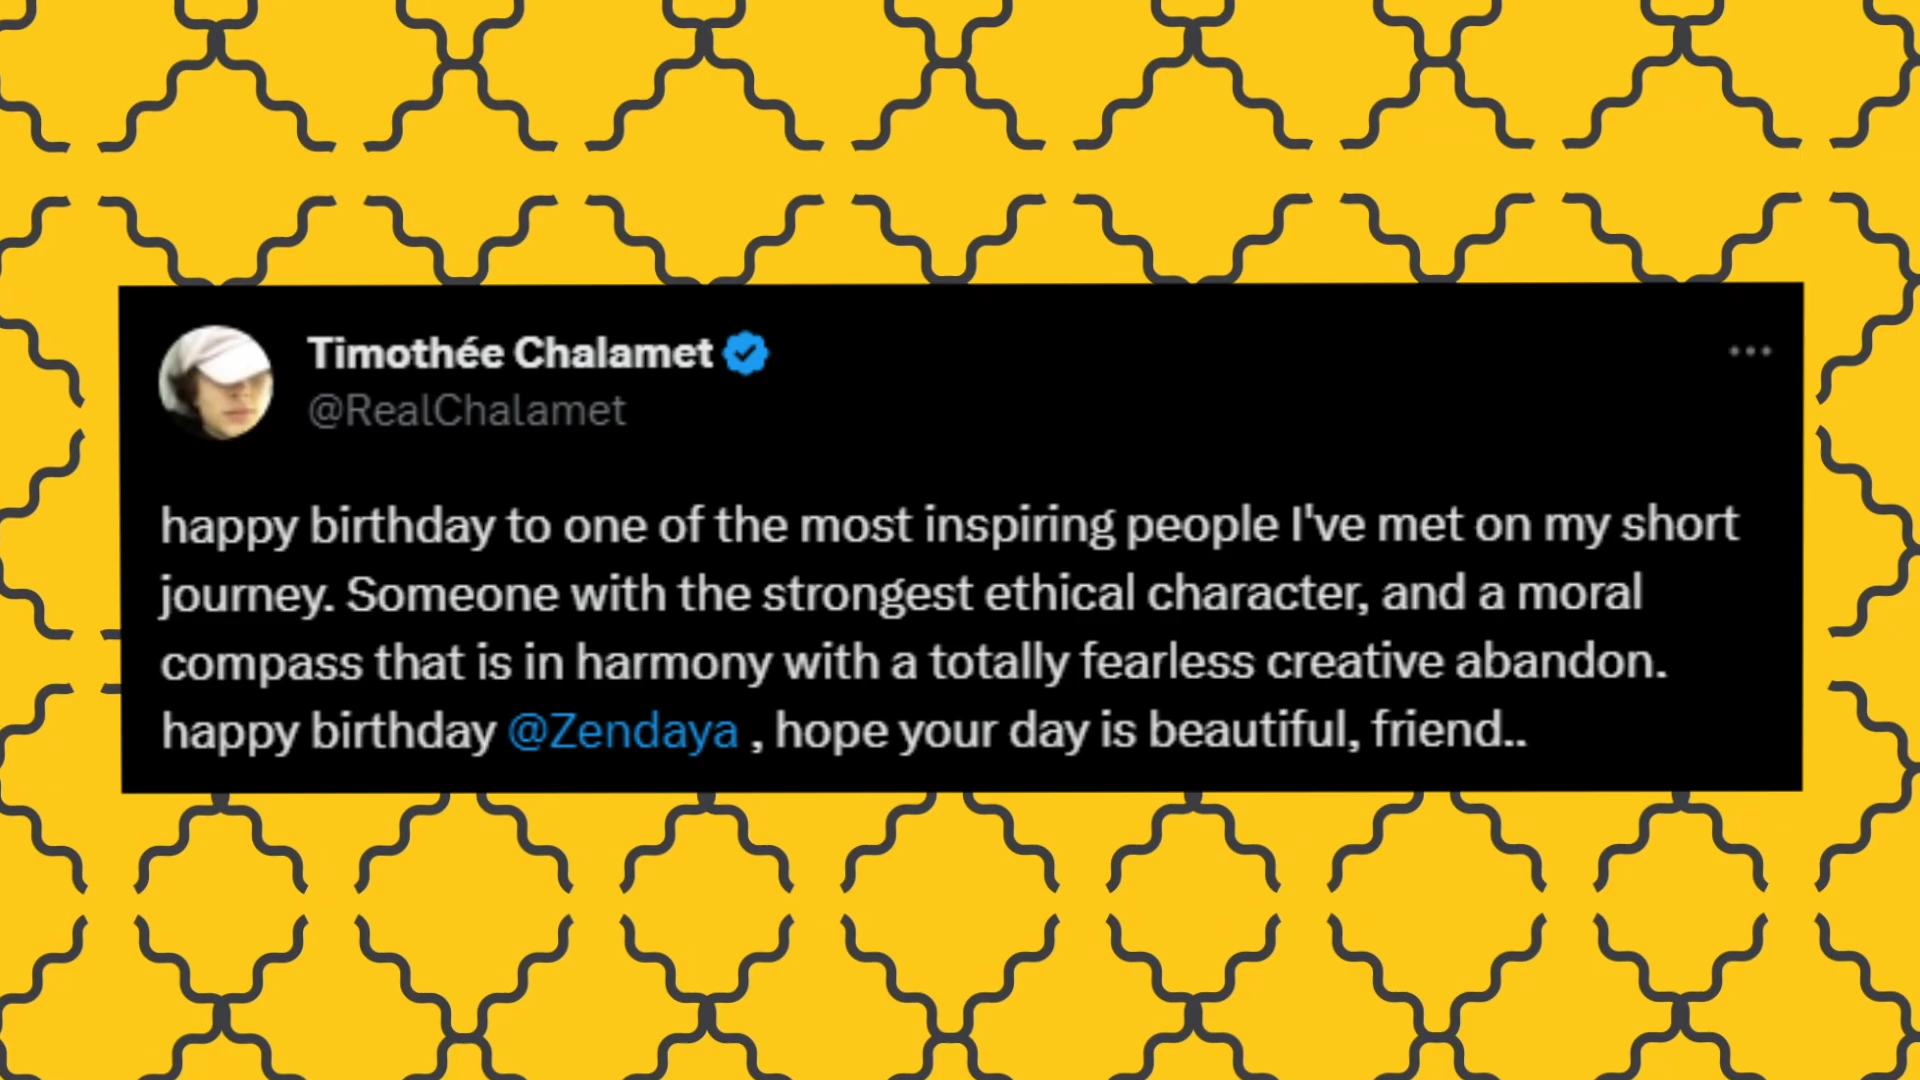 Timothée Chalamet
@RealChalamet
happy birthday to one of the most inspiring people I've met on my short
journey. Someone with the strongest ethical character, and a moral
compass that is in harmony with a totally fearless creative abandon.
happy birthday @Zendaya , hope your day is beautiful, friend..